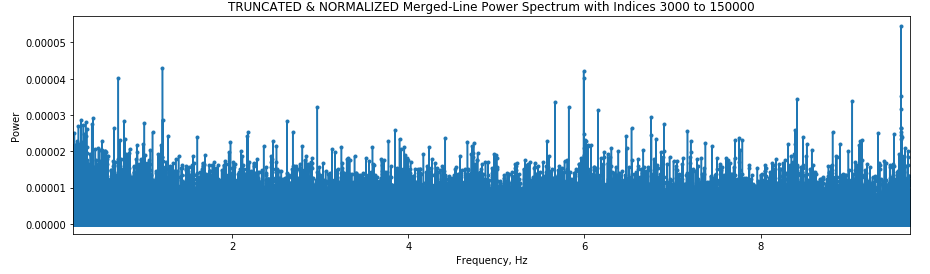 TRUNCATED & NORMALIZED Merged-Line Power Spectrum with Indices 3000 to 150000
0.00005
0.00004
0.00003
0.00002
0.00001
0.00000
Power
2 4 6 8
Frequency, Hz